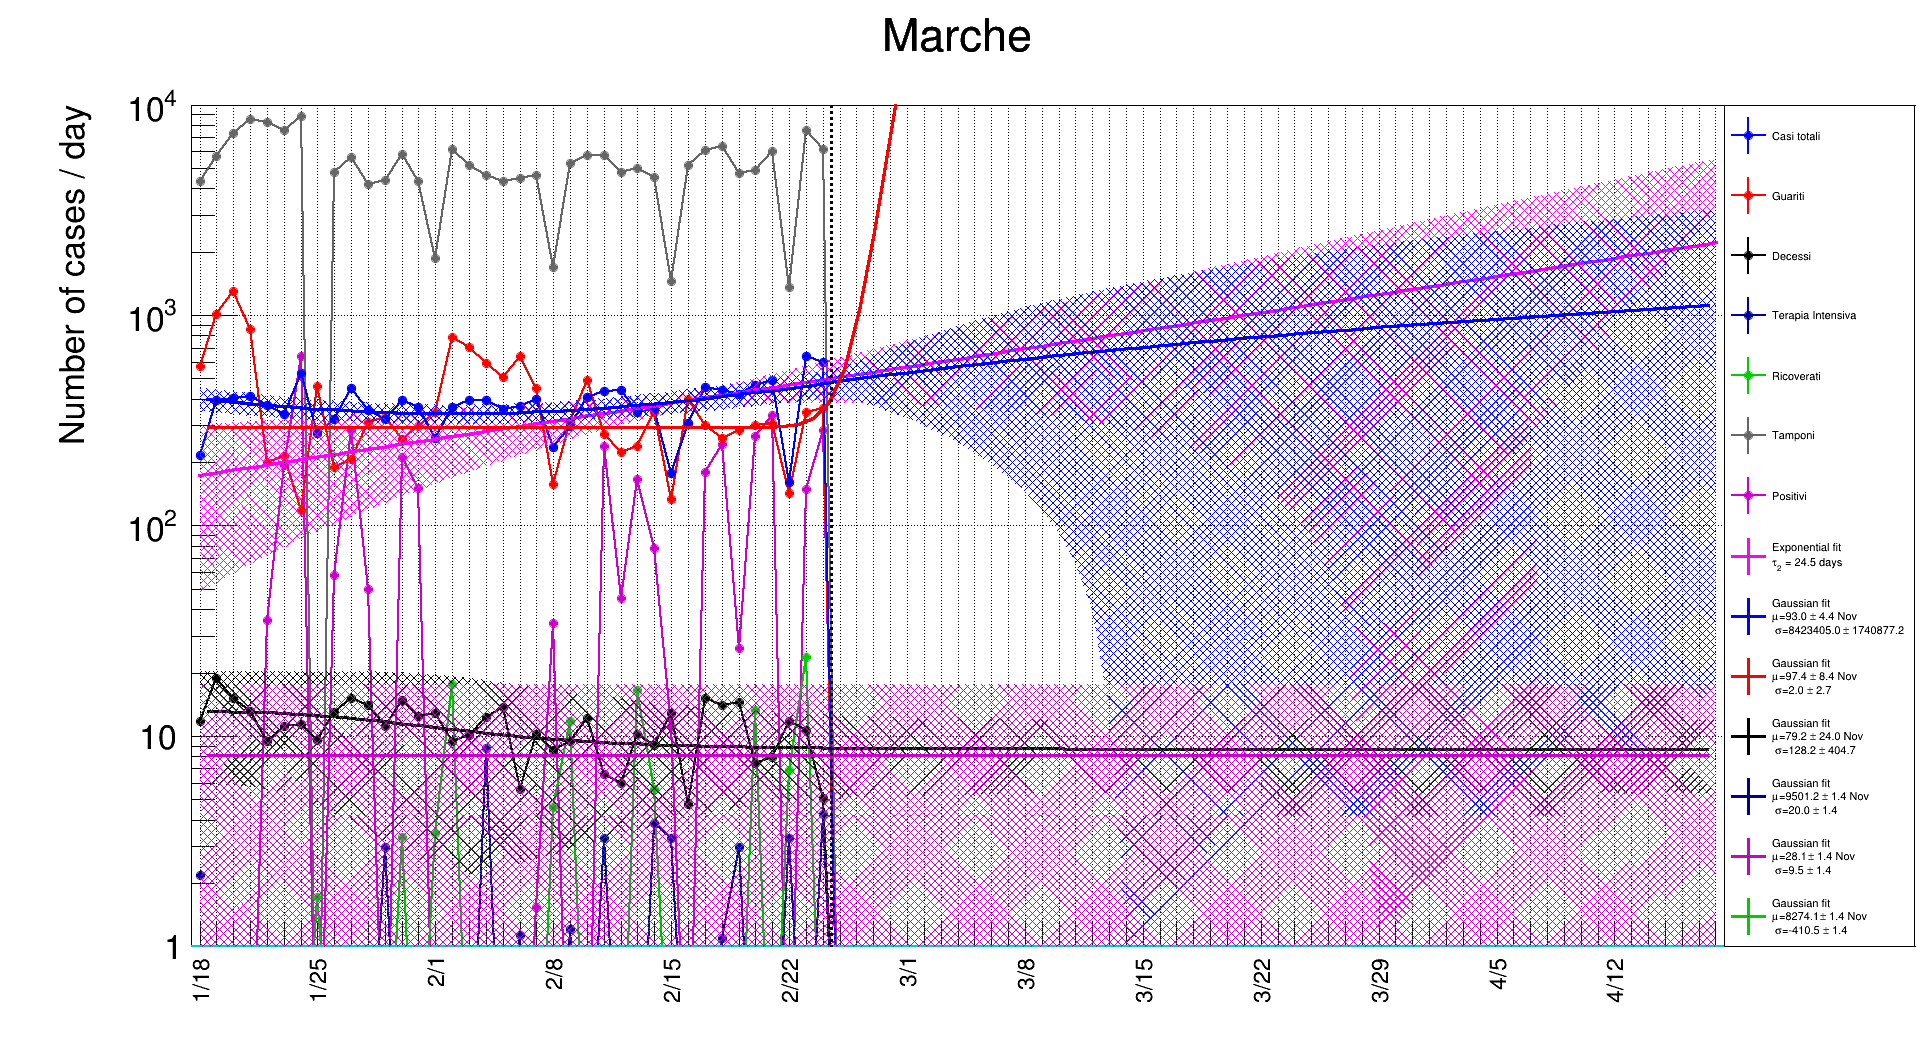 Marche
Number of cases / day
10^4
10^3
10^2
10
1
1/18
1/25
2/1
2/8
2/15
2/22
3/1
3/8
3/15
3/22
3/29
4/5
4/12
Casi totali
Guariti
Decessi
Terapia Intensiva
Ricoverati
Tamponi
Positivi
Exponential fit
τ_2 = 24.5 days
Gaussian fit
μ=93.0 ± 4.4 Nov
σ=8423405.0 ± 1740877.2
Gaussian fit
μ=97.4 ± 8.4 Nov
σ=2.0 ± 2.7
Gaussian fit
μ=79.2 ± 24.0 Nov
σ=128.2 ± 404.7
Gaussian fit
μ=9501.2 ± 1.4 Nov
σ=20.0 ± 1.4
Gaussian fit
μ=28.1 ± 1.4 Nov
σ=9.5 ± 1.4
Gaussian fit
μ=8274.1 ± 1.4 Nov
σ=-410.5 ± 1.4